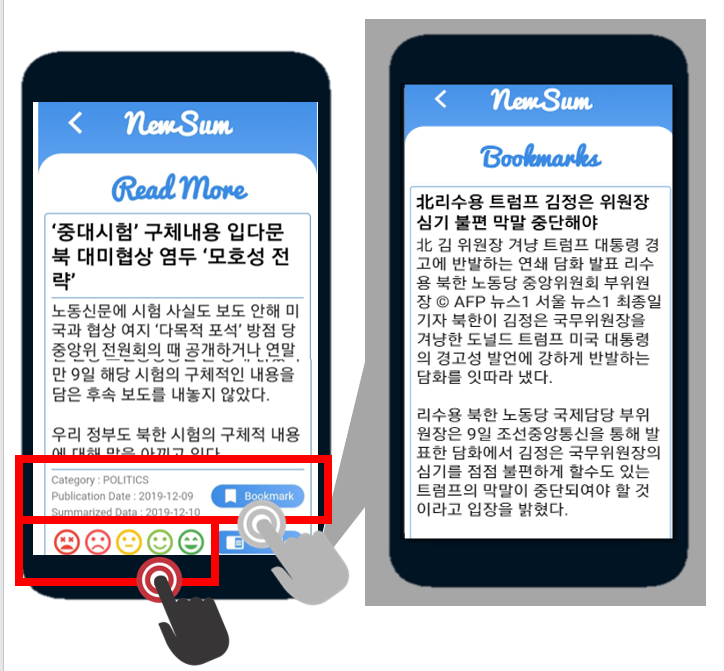 NewSum
Read More
'중대시험' 구체내용 입다문
북 대미협상 염두 '모호성 전
략'
노동신문에 시험 사실도 보도 안해 미
국과 협상 여지 '다목적 포석' 방점 당
중앙위 전원회의 때 공개하거나 연말
만 9일 해당 시험의 구체적인 내용을
담은 후속 보도를 내놓지 않았다.
우리 정부도 북한 시험의 구체적 내용
에 대해 말을 아끼고 있다
Category : POLITICS
Publication Date : 2019-12-09
Bookmark
Summarized Data : 2019-12-10
NewSum
Bookmarks
北리수용 트럼프 김정은 위원장
심기 불편 막말 중단해야
北 김 위원장 겨냥 트럼프 대통령 경
고에 반발하는 연쇄 담화 발표 리수
용 북한 노동당 중앙위원회 부위원
장 © AFP 뉴스1 서울 뉴스1 최종일
기자 북한이 김정은 국무위원장을
겨냥한 도널드 트럼프 미국 대통령
의 경고성 발언에 강하게 반발하는
담화를 잇따라 냈다.
리수용 북한 노동당 국제담당 부위
원장은 9일 조선중앙통신을 통해 발
표한 담화에서 김정은 국무위원장의
심기를 점점 불편하게 할수도 있는
트럼프의 막말이 중단되여야 할 것
이라고 입장을 밝혔다.